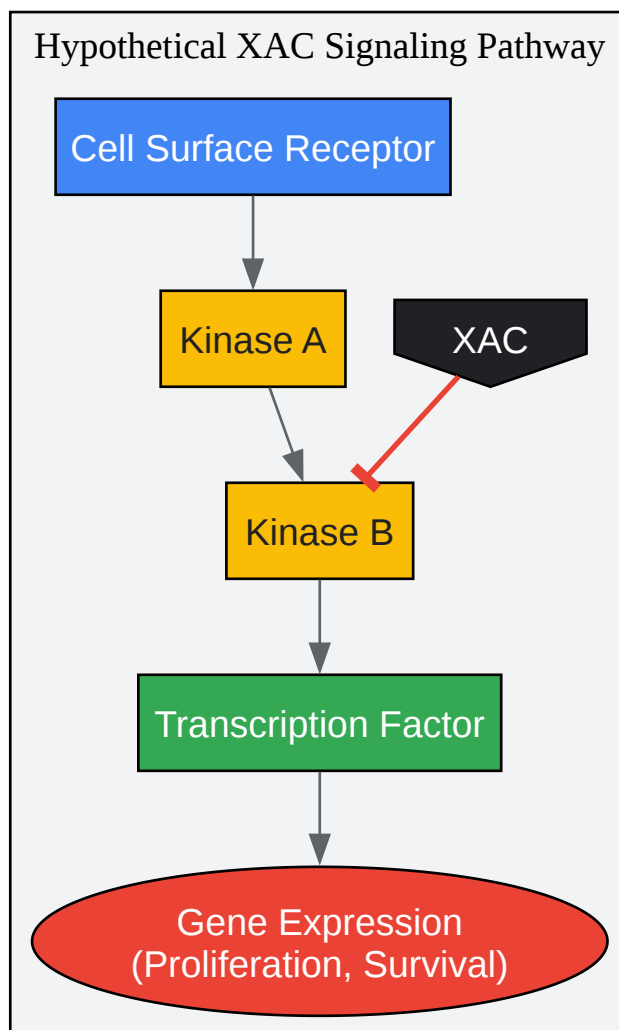 Hypothetical XAC Signaling Pathway
Cell Surface Receptor
Kinase A
XAC
Kinase B
Transcription Factor
Gene Expression
(Proliferation, Survival)